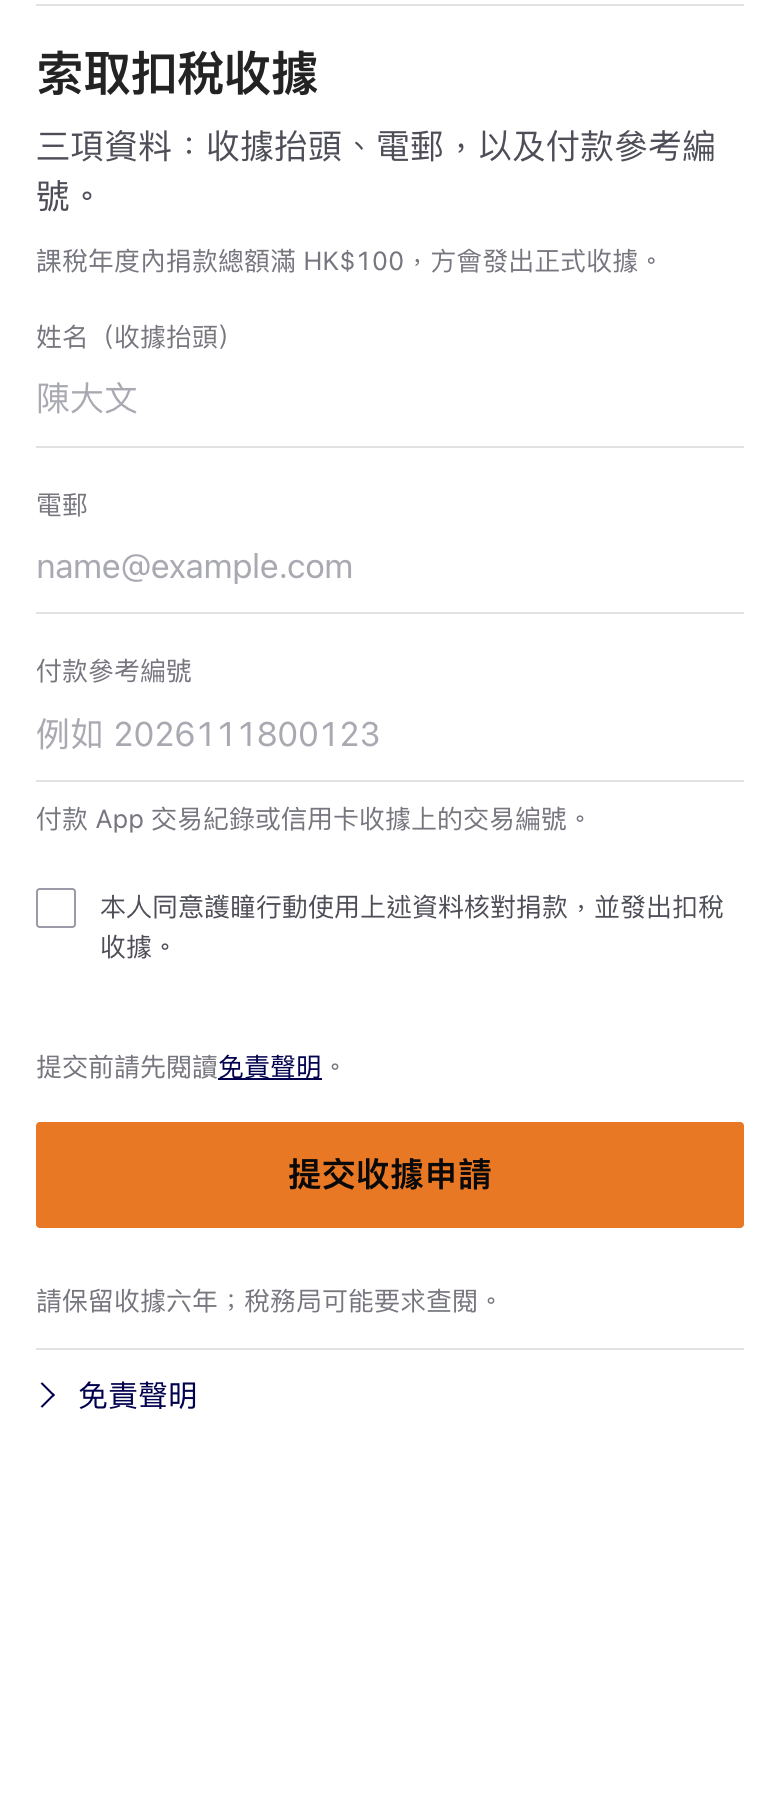 索取扣稅收據
三項資料：收據抬頭、電郵，以及付款參考編
號。
課稅年度內捐款總額滿 HK$100，方會發出正式收據。
姓名（收據抬頭）
陳大文
電郵
name@example.com
付款參考編號
例如 2026111800123
付款 App 交易紀錄或信用卡收據上的交易編號。
本人同意護瞳行動使用上述資料核對捐款，並發出扣稅
收據。
提交前請先閱讀免責聲明。
提交收據申請
請保留收據六年；稅務局可能要求查閱。
免責聲明